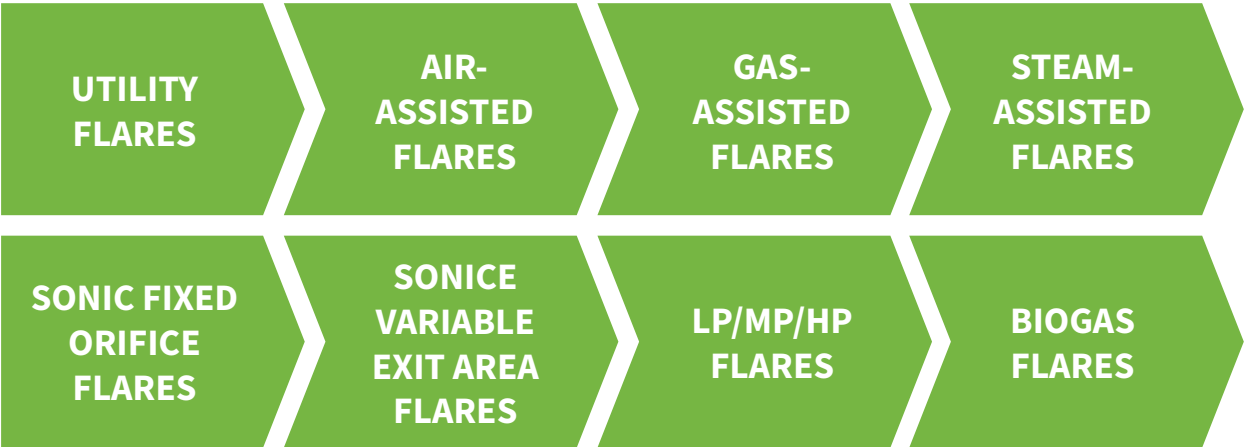 UTILITY
FLARES
AIR-
ASSISTED
FLARES
GAS-
ASSISTED
FLARES
STEAM-
ASSISTED
FLARES
SONIC FIXED
ORIFICE
FLARES
SONICE
VARIABLE
EXIT AREA
FLARES
LP/MP/HP
FLARES
BIOGAS
FLARES